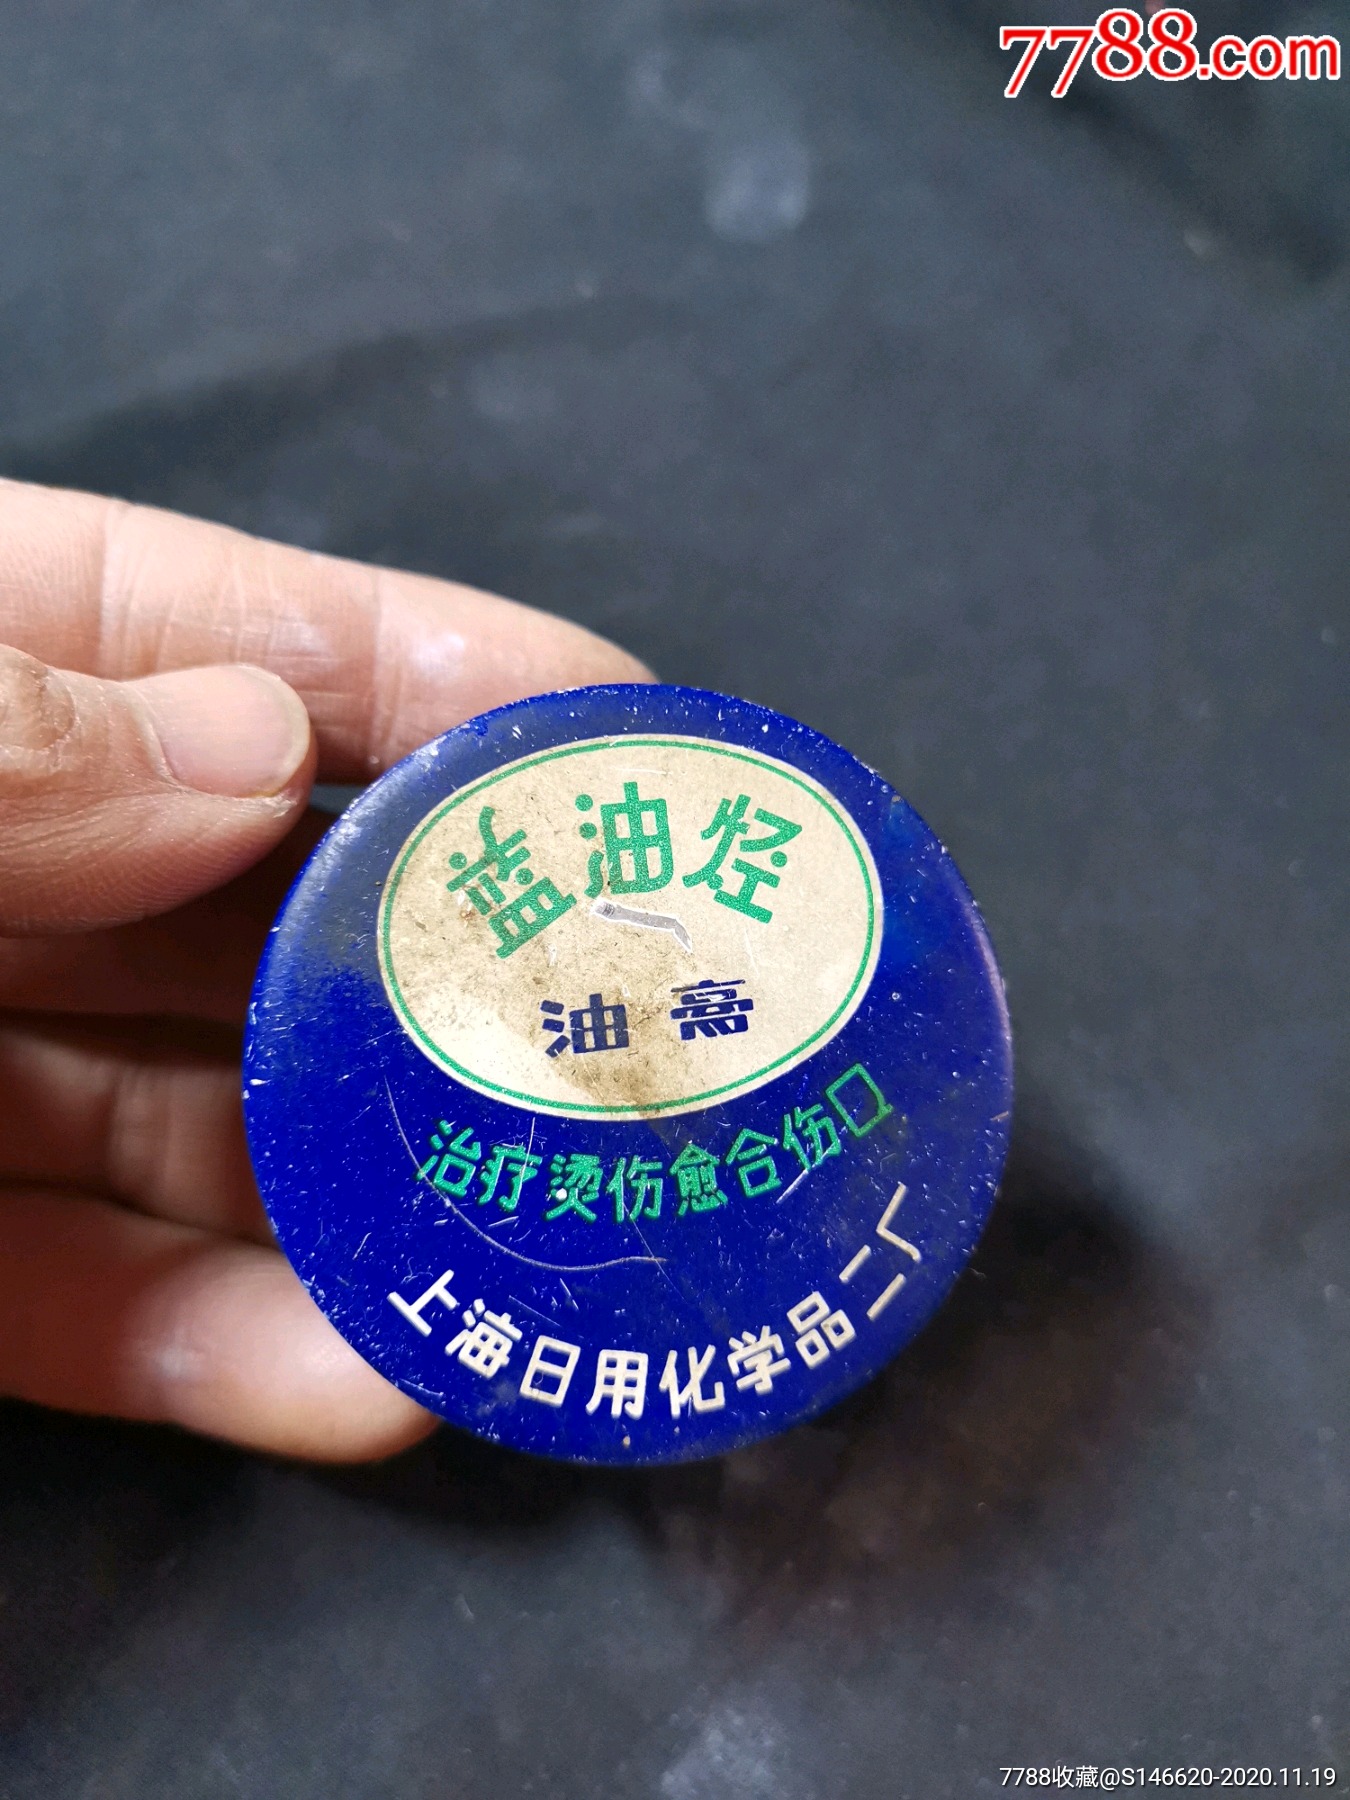 7788.com
蓝油烃
油膏
治疗烫伤愈合伤口
上海日用化学品二厂
7788收藏@S146620-2020.11.19